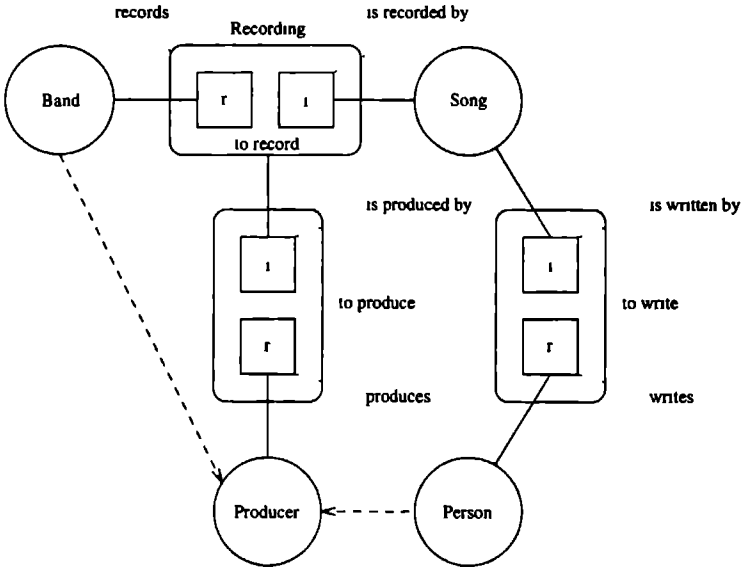 records
Recording
is recorded by
Band
r
i
Song
to record
is produced by
is written by
i
i
to produce
to write
r
r
produces
writes
Producer
Person